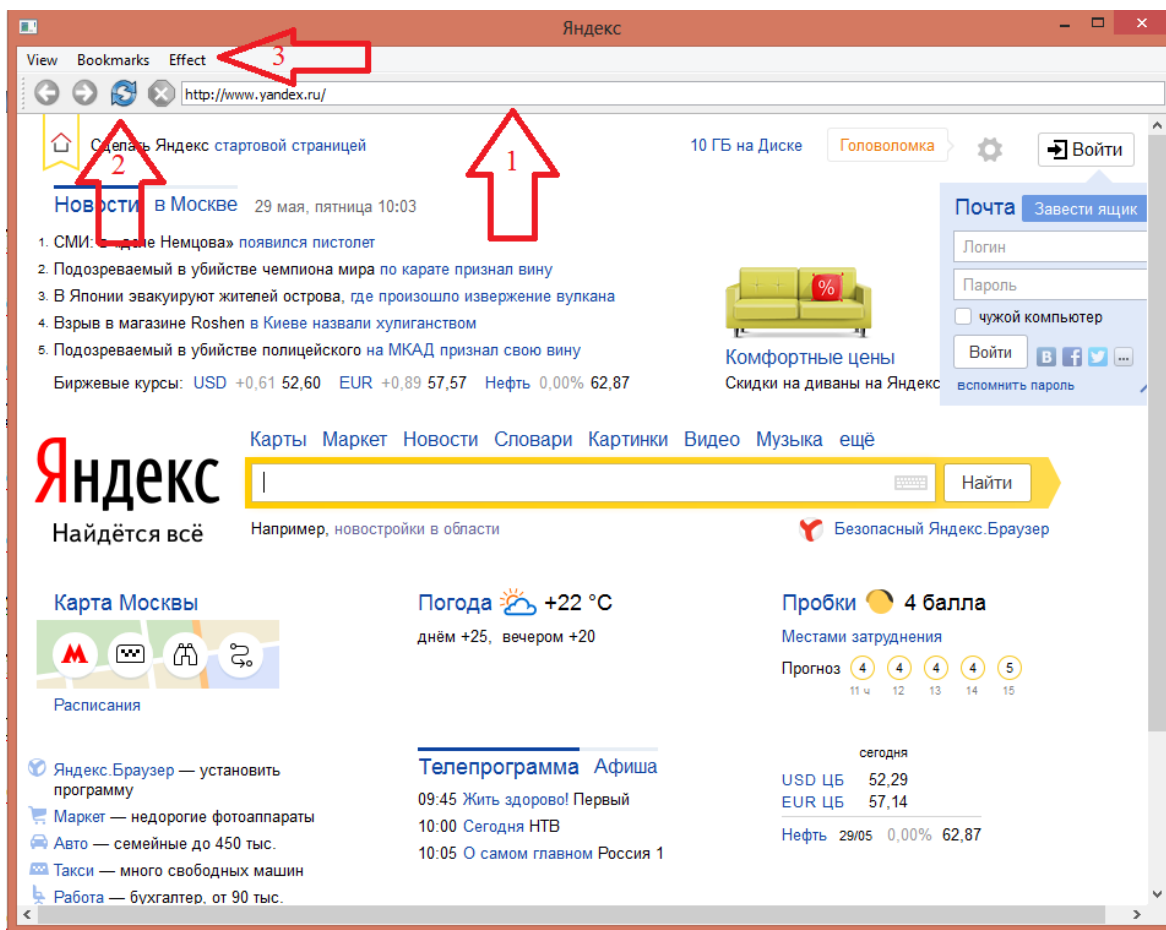 Яндекс
View Bookmarks Effect
3
http://www.yandex.ru/
Сделать Яндекс стартовой страницей
10 ГБ на Диске
Головоломка
Войти
2
1
Новости в Москве 29 мая, пятница 10:03
Почта Завести ящик
1. СМИ: в «деле Немцова» появился пистолет
2. Подозреваемый в убийстве чемпиона мира по карате признал вину
3. В Японии эвакуируют жителей острова, где произошло извержение вулкана
4. Взрыв в магазине Roshen в Киеве назвали хулиганством
5. Подозреваемый в убийстве полицейского на МКАД признал свою вину
Биржевые курсы: USD +0,61 52,60 EUR +0,89 57,57 Нефть 0,00% 62,87
%
Комфортные цены
Скидки на диваны на Яндекс
Логин
Пароль
чужой компьютер
Войти B f ...
вспомнить пароль
Карты Маркет Новости Словари Картинки Видео Музыка ещё
Яндекс
Найти
Найдётся всё
Например, новостройки в области
Безопасный Яндекс.Браузер
Карта Москвы
Расписания
Погода +22 °C
днём +25, вечером +20
Пробки 4 балла
Местами затруднения
Прогноз 4 4 4 4 5
11 ч 12 13 14 15
Яндекс.Браузер — установить
программу
Маркет — недорогие фотоаппараты
Авто — семейные до 450 тыс.
Такси — много свободных машин
Работа — бухгалтер, от 90 тыс.
Телепрограмма Афиша
09:45 Жить здорово! Первый
10:00 Сегодня НТВ
10:05 О самом главном Россия 1
сегодня
USD ЦБ 52,29
EUR ЦБ 57,14
Нефть 29/05 0,00% 62,87